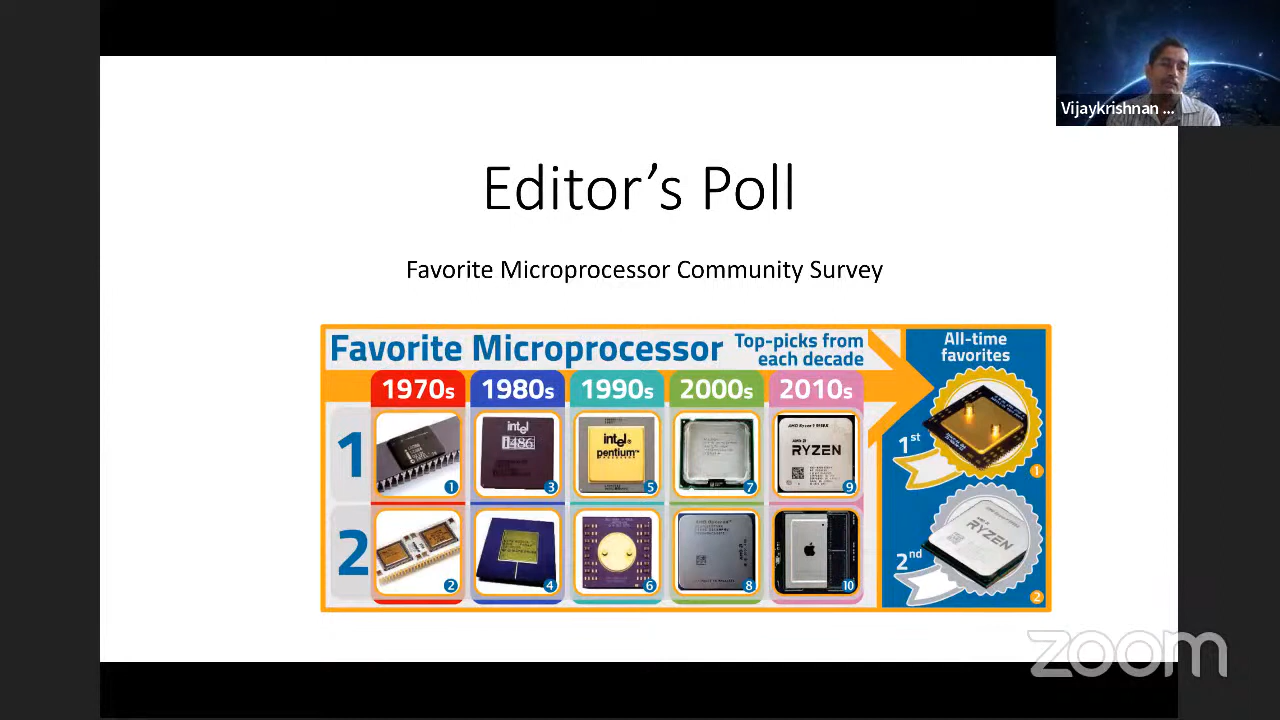 Vijaykrishnan ...
Editor's Poll
Favorite Microprocessor Community Survey
Favorite Microprocessor
Top-picks from
each decade
All-time
favorites
1970s
1980s
1990s
2000s
2010s
1
intel
i486
intel®
pentium™
AMD
RYZEN
1
3
5
7
9
1st
1
2
2
4
6
8
10
2nd
RYZEN
2
zoom